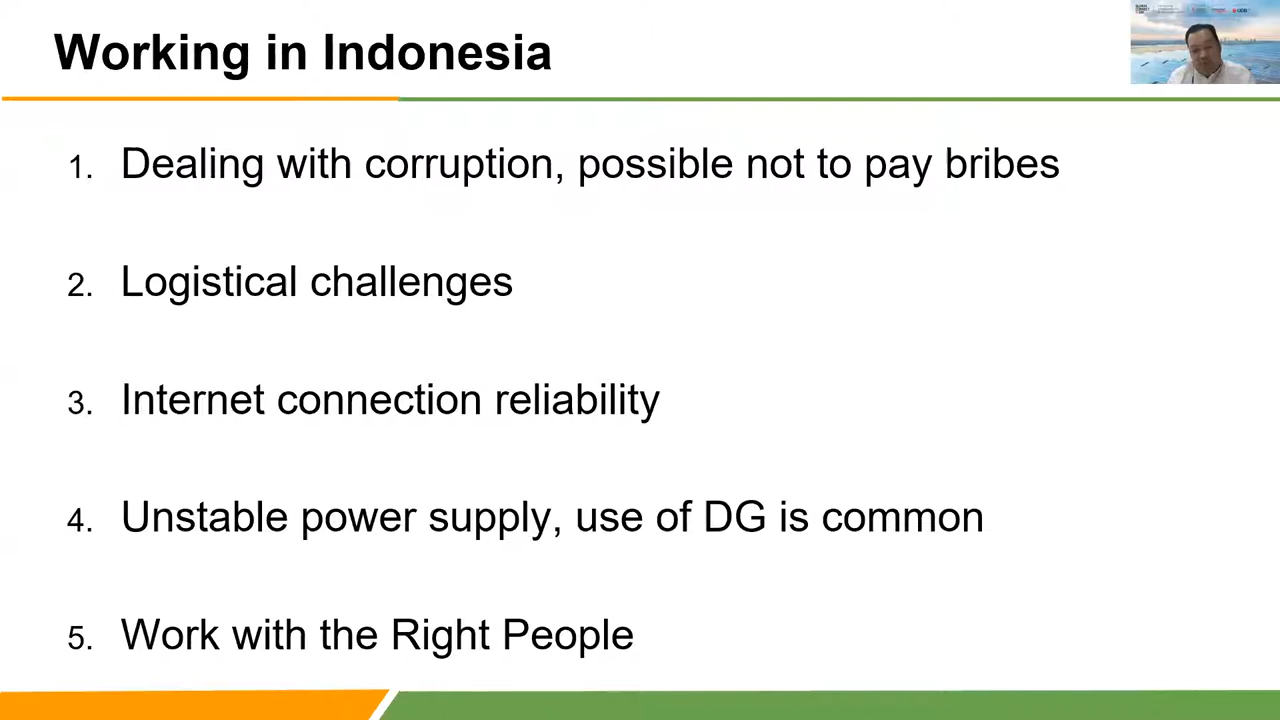 Working in Indonesia
1. Dealing with corruption, possible not to pay bribes
2. Logistical challenges
3. Internet connection reliability
4. Unstable power supply, use of DG is common
5. Work with the Right People